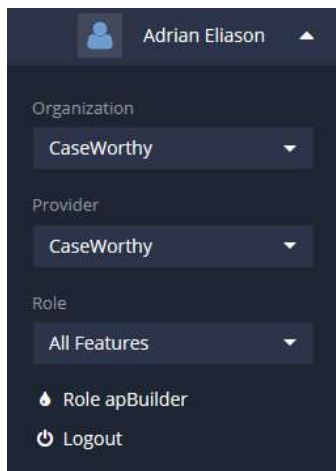 Adrian Eliason
Organization
CaseWorthy
Provider
CaseWorthy
Role
All Features
Role apBuilder
Logout